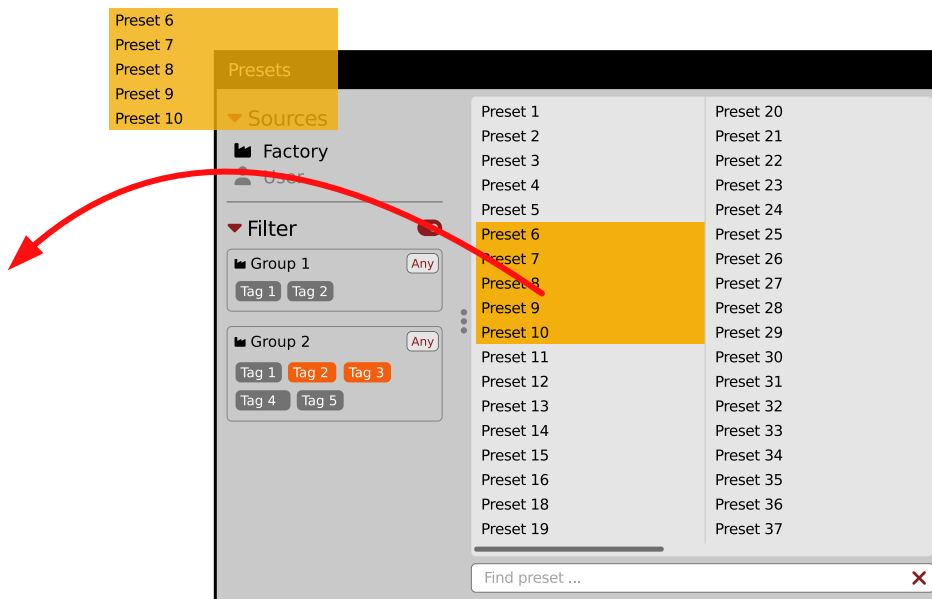 Preset 6
Preset 7
Preset 8
Preset 9
Preset 10
Presets
Sources
Factory
User
Filter
Group 1 Any
Tag 1 Tag 2
Group 2 Any
Tag 1 Tag 2 Tag 3
Tag 4 Tag 5
Preset 1
Preset 2
Preset 3
Preset 4
Preset 5
Preset 6
Preset 7
Preset 8
Preset 9
Preset 10
Preset 11
Preset 12
Preset 13
Preset 14
Preset 15
Preset 16
Preset 18
Preset 19
Preset 20
Preset 21
Preset 22
Preset 23
Preset 24
Preset 25
Preset 26
Preset 27
Preset 28
Preset 29
Preset 30
Preset 31
Preset 32
Preset 33
Preset 34
Preset 35
Preset 36
Preset 37
Find preset ...